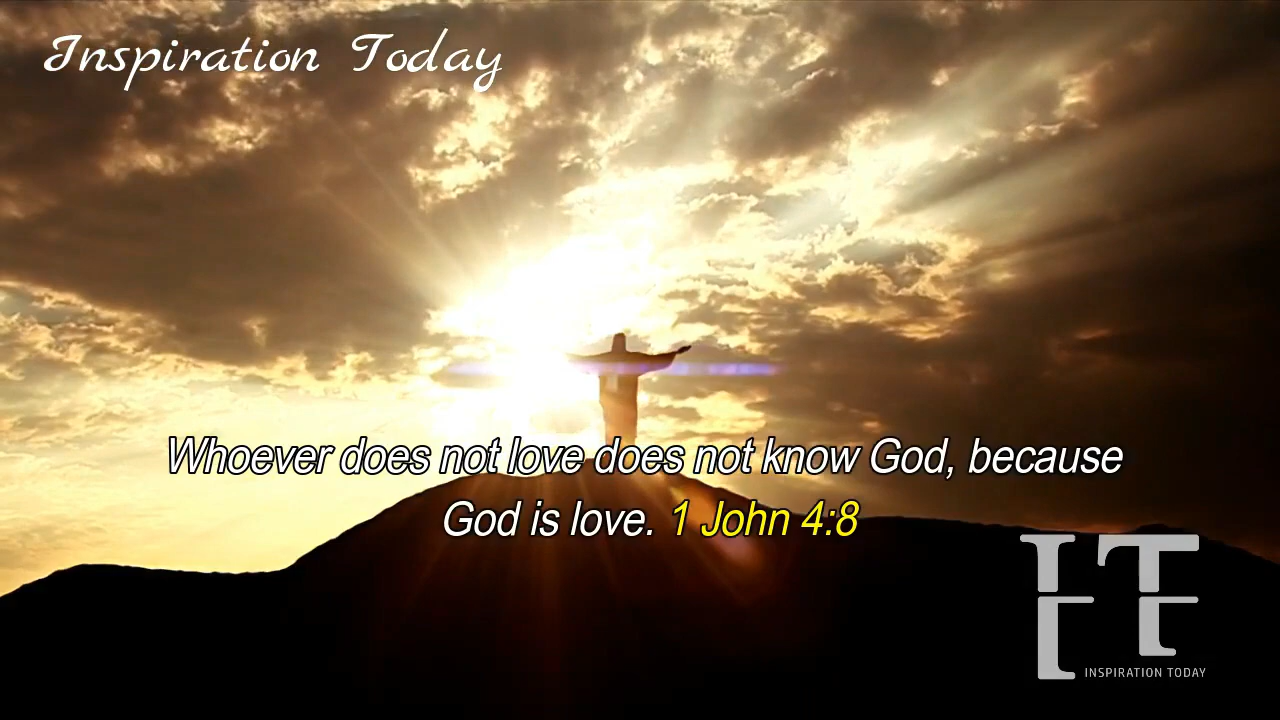 Inspiration Today
Whoever does not love does not know God, because
God is love. 1 John 4:8
IT
INSPIRATION TODAY